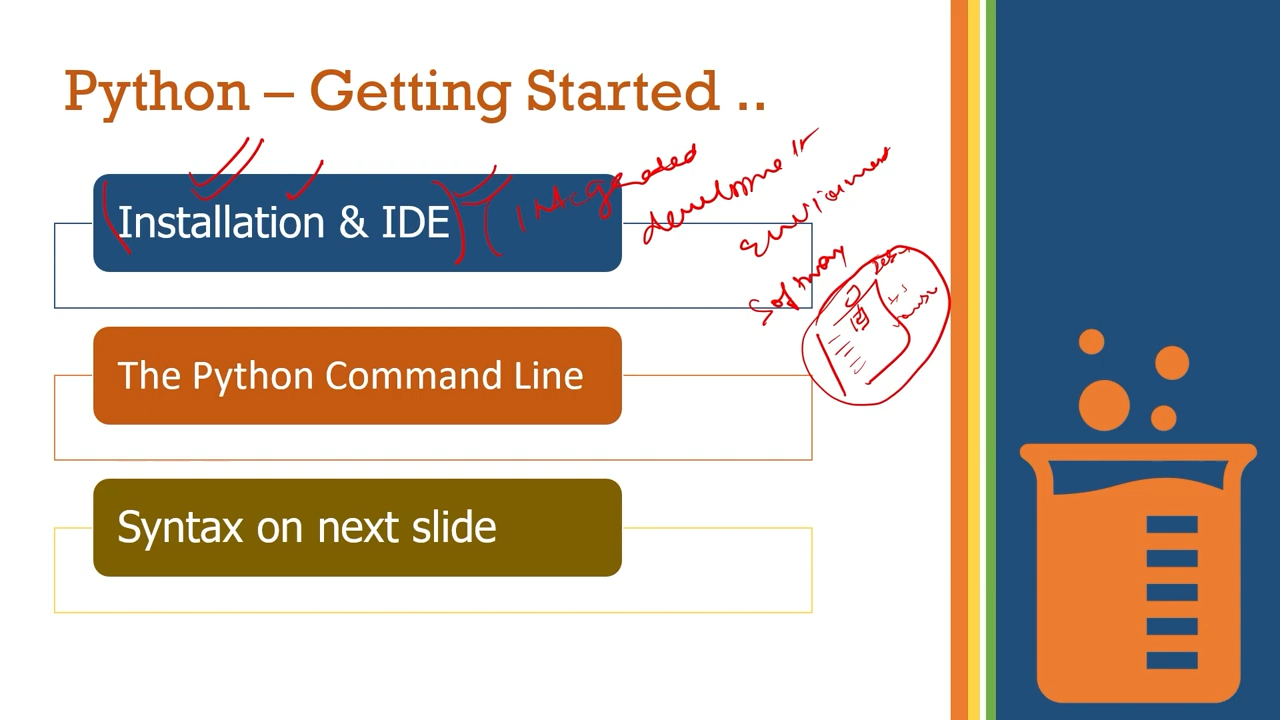 Python – Getting Started ..
Installation & IDE
Integrated
development
Environment
Software
The Python Command Line
Syntax on next slide